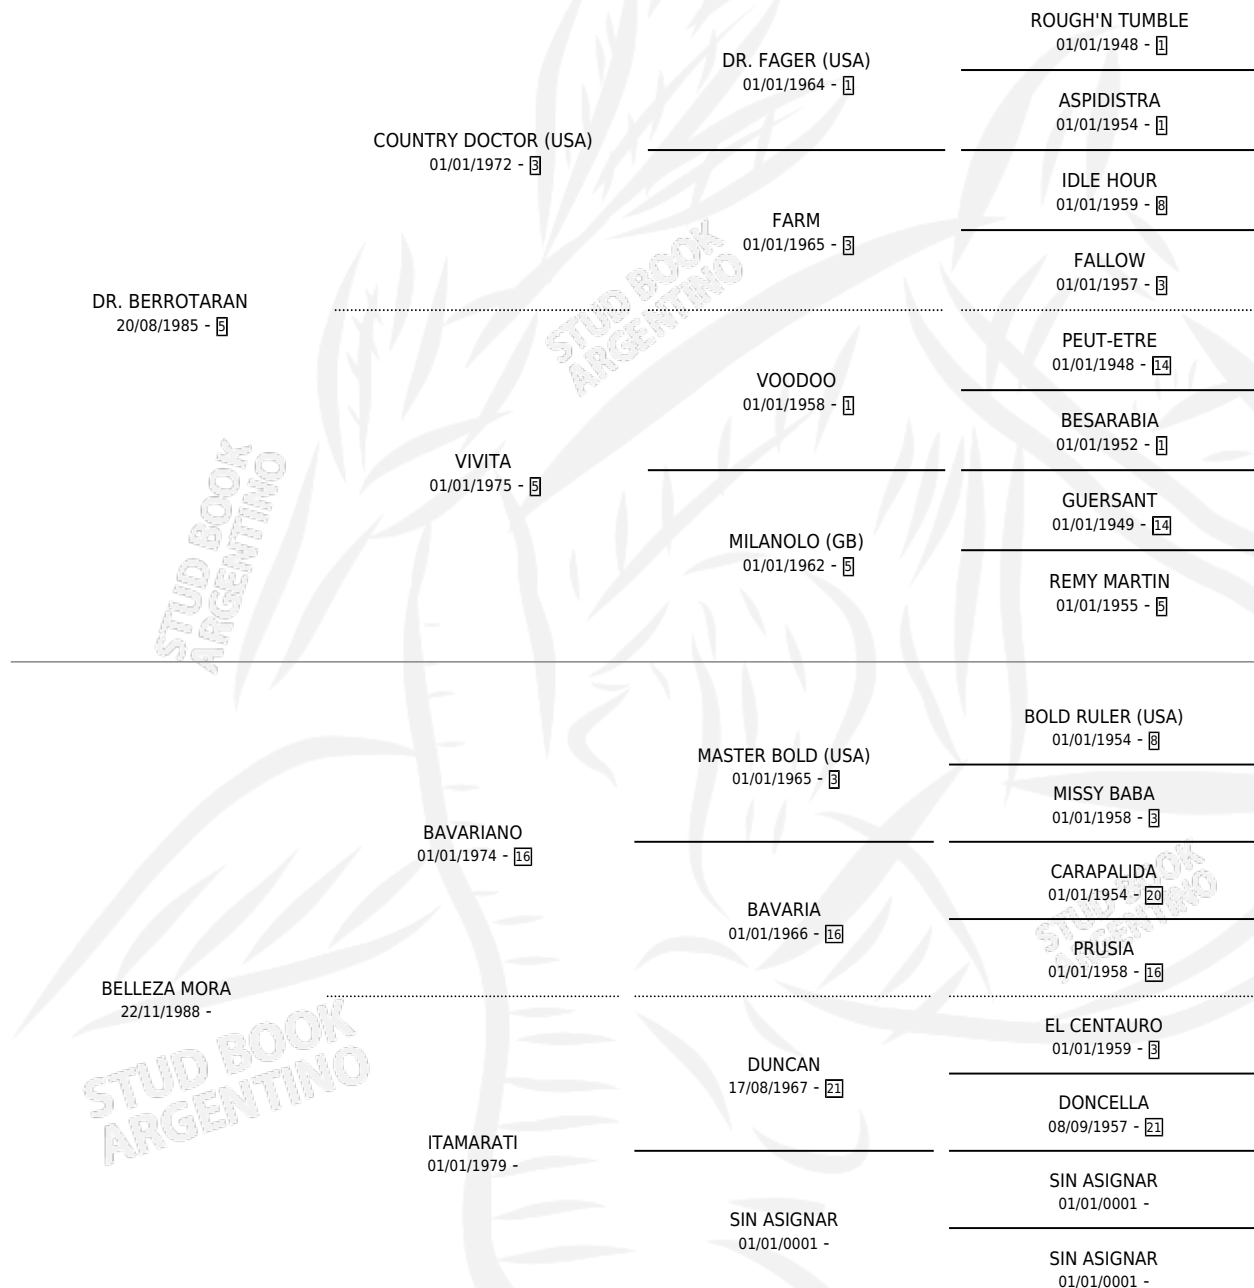 ROUGH'N TUMBLE
01/01/1948 - 1
DR. FAGER (USA)
01/01/1964 - 1
ASPIDISTRA
01/01/1954 - 1
COUNTRY DOCTOR (USA)
01/01/1972 - 3
IDLE HOUR
01/01/1959 - 8
FARM
01/01/1965 - 3
FALLOW
01/01/1957 - 3
DR. BERROTARAN
20/08/1985 - 5
PEUT-ETRE
01/01/1948 - 14
VOODOO
01/01/1958 - 1
BESARABIA
01/01/1952 - 1
VIVITA
01/01/1975 - 5
GUERSANT
01/01/1949 - 14
MILANOLO (GB)
01/01/1962 - 5
REMY MARTIN
01/01/1955 - 5
BOLD RULER (USA)
01/01/1954 - 8
MASTER BOLD (USA)
01/01/1965 - 3
MISSY BABA
01/01/1958 - 3
BAVARIANO
01/01/1974 - 16
CARAPALIDA
01/01/1954 - 20
BAVARIA
01/01/1966 - 16
PRUSIA
01/01/1958 - 16
BELLEZA MORA
22/11/1988 -
EL CENTAURO
01/01/1959 - 3
DUNCAN
17/08/1967 - 21
DONCELLA
08/09/1957 - 21
ITAMARATI
01/01/1979 -
SIN ASIGNAR
01/01/0001 -
SIN ASIGNAR
01/01/0001 -
SIN ASIGNAR
01/01/0001 -
STUD BOOK
ARGENTINO
STUD BOOK
ARGENTINO
STUD BOOK
ARGENTINO
STUD BOOK
ARGENTINO